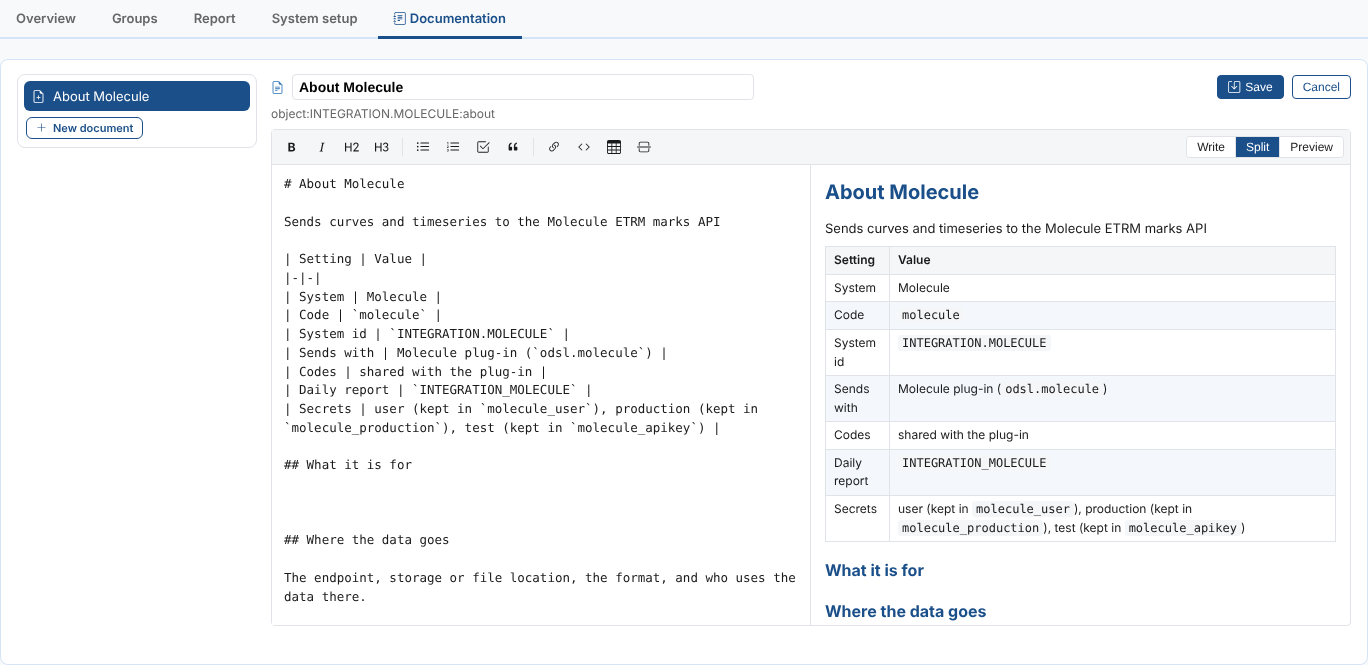 Overview Groups Report System setup Documentation
About Molecule
New document
About Molecule
Save Cancel
object:INTEGRATION.MOLECULE:about
B I H2 H3
Write Split Preview
# About Molecule
Sends curves and timeseries to the Molecule ETRM marks API
| Setting | Value |
|-|-|
| System | Molecule |
| Code | `molecule` |
| System id | `INTEGRATION.MOLECULE` |
| Sends with | Molecule plug-in (`odsl.molecule`) |
| Codes | shared with the plug-in |
| Daily report | `INTEGRATION_MOLECULE` |
| Secrets | user (kept in `molecule_user`), production (kept in
`molecule_production`), test (kept in `molecule_apikey`) |
## What it is for
## Where the data goes
The endpoint, storage or file location, the format, and who uses the
data there.
About Molecule
Sends curves and timeseries to the Molecule ETRM marks API
Setting Value
System Molecule
Code molecule
System INTEGRATION.MOLECULE
id
Sends Molecule plug-in ( odsl.molecule )
with
Codes shared with the plug-in
Daily INTEGRATION_MOLECULE
report
Secrets user (kept in molecule_user ), production (kept in
molecule_production ), test (kept in molecule_apikey )
What it is for
Where the data goes